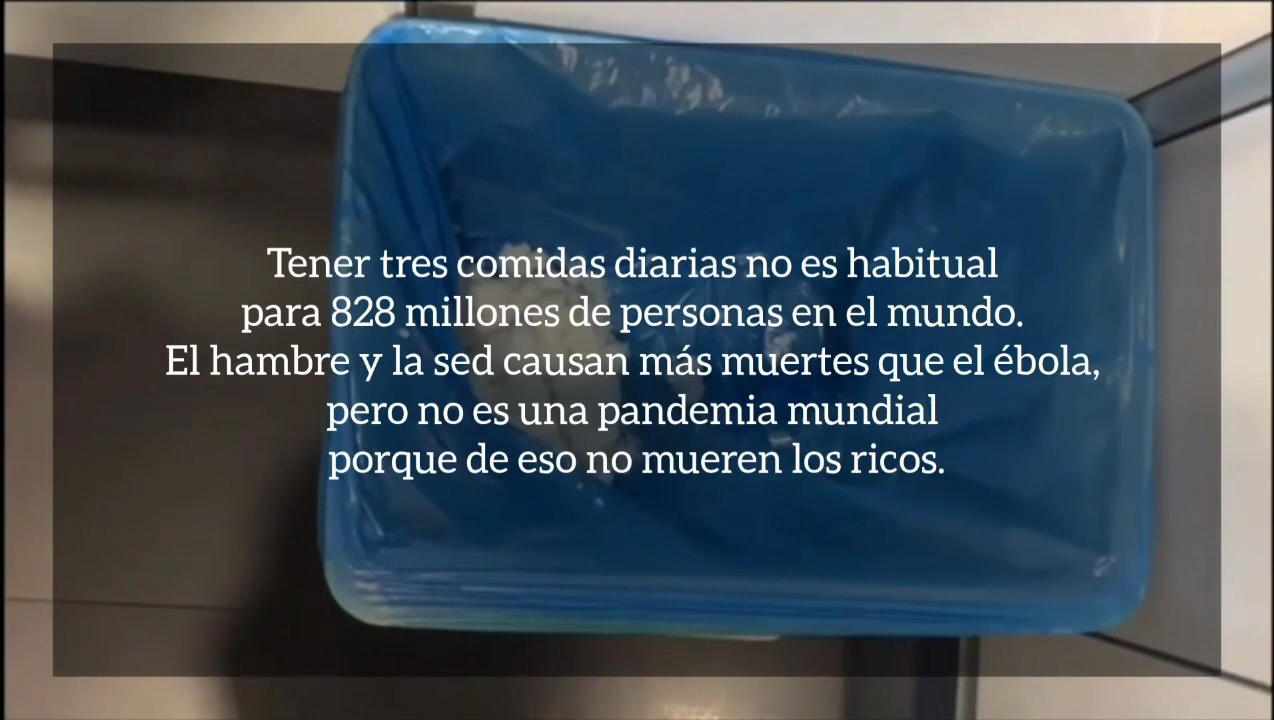 Tener tres comidas diarias no es habitual
para 828 millones de personas en el mundo.
El hambre y la sed causan más muertes que el ébola,
pero no es una pandemia mundial
porque de eso no mueren los ricos.